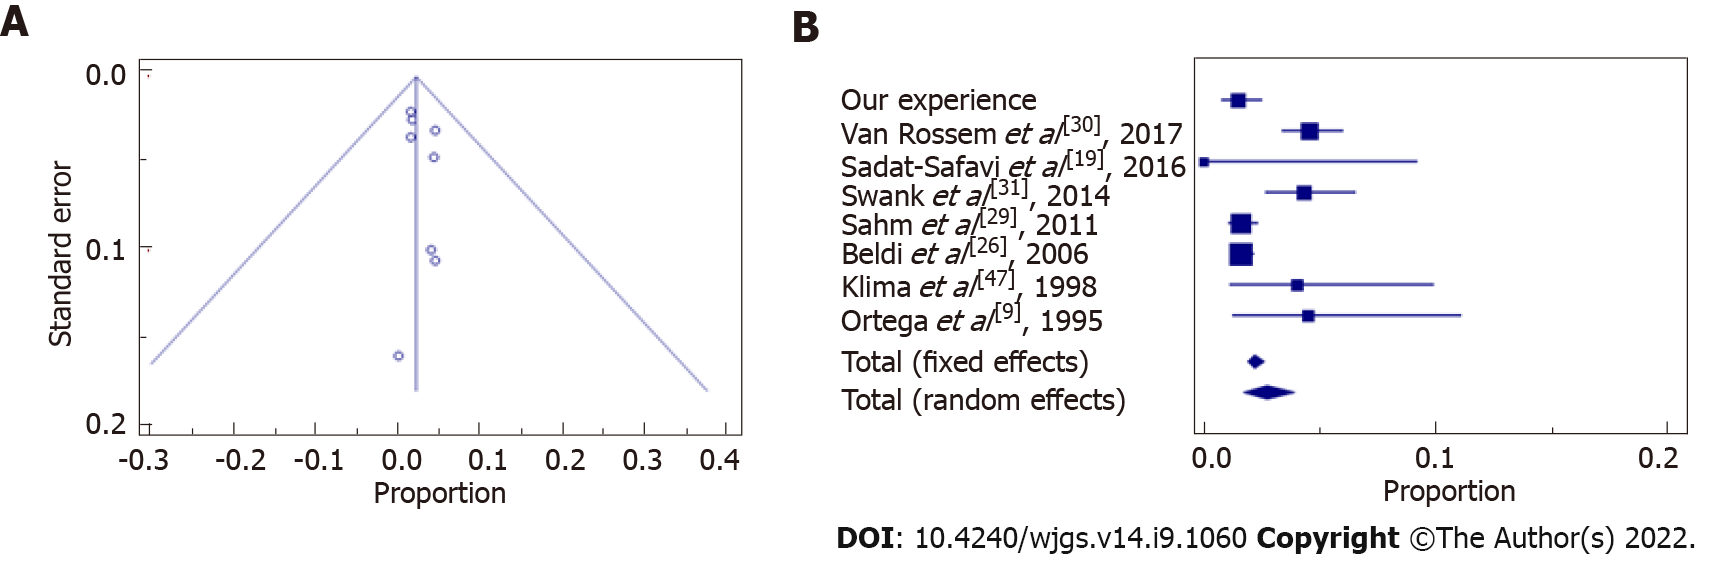 A
0.0
0.1
0.2
Standard error
-0.3 -0.2 -0.1 0.0 0.1 0.2 0.3 0.4
Proportion
B
Our experience
Van Rossem et al[30], 2017
Sadat-Safavi et al[19], 2016
Swank et al[31], 2014
Sahm et al[29], 2011
Beldi et al[26], 2006
Klima et al[47], 1998
Ortega et al[9], 1995
Total (fixed effects)
Total (random effects)
0.0 0.1 0.2
Proportion
DOI: 10.4240/wjgs.v14.i9.1060 Copyright ©The Author(s) 2022.